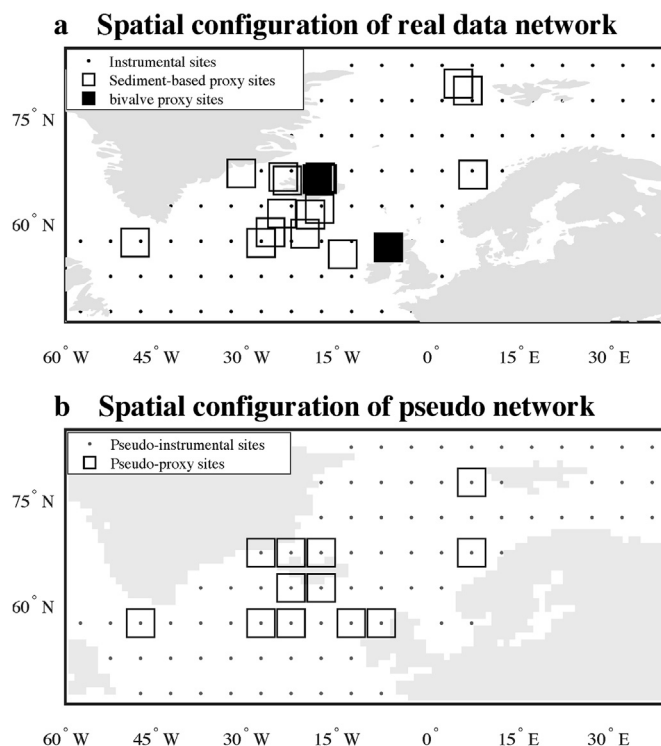 a Spatial configuration of real data network
Instrumental sites
Sediment-based proxy sites
bivalve proxy sites
75° N
60° N
60° W 45° W 30° W 15° W 0° 15° E 30° E
b Spatial configuration of pseudo network
Pseudo-instrumental sites
Pseudo-proxy sites
75° N
60° N
60° W 45° W 30° W 15° W 0° 15° E 30° E